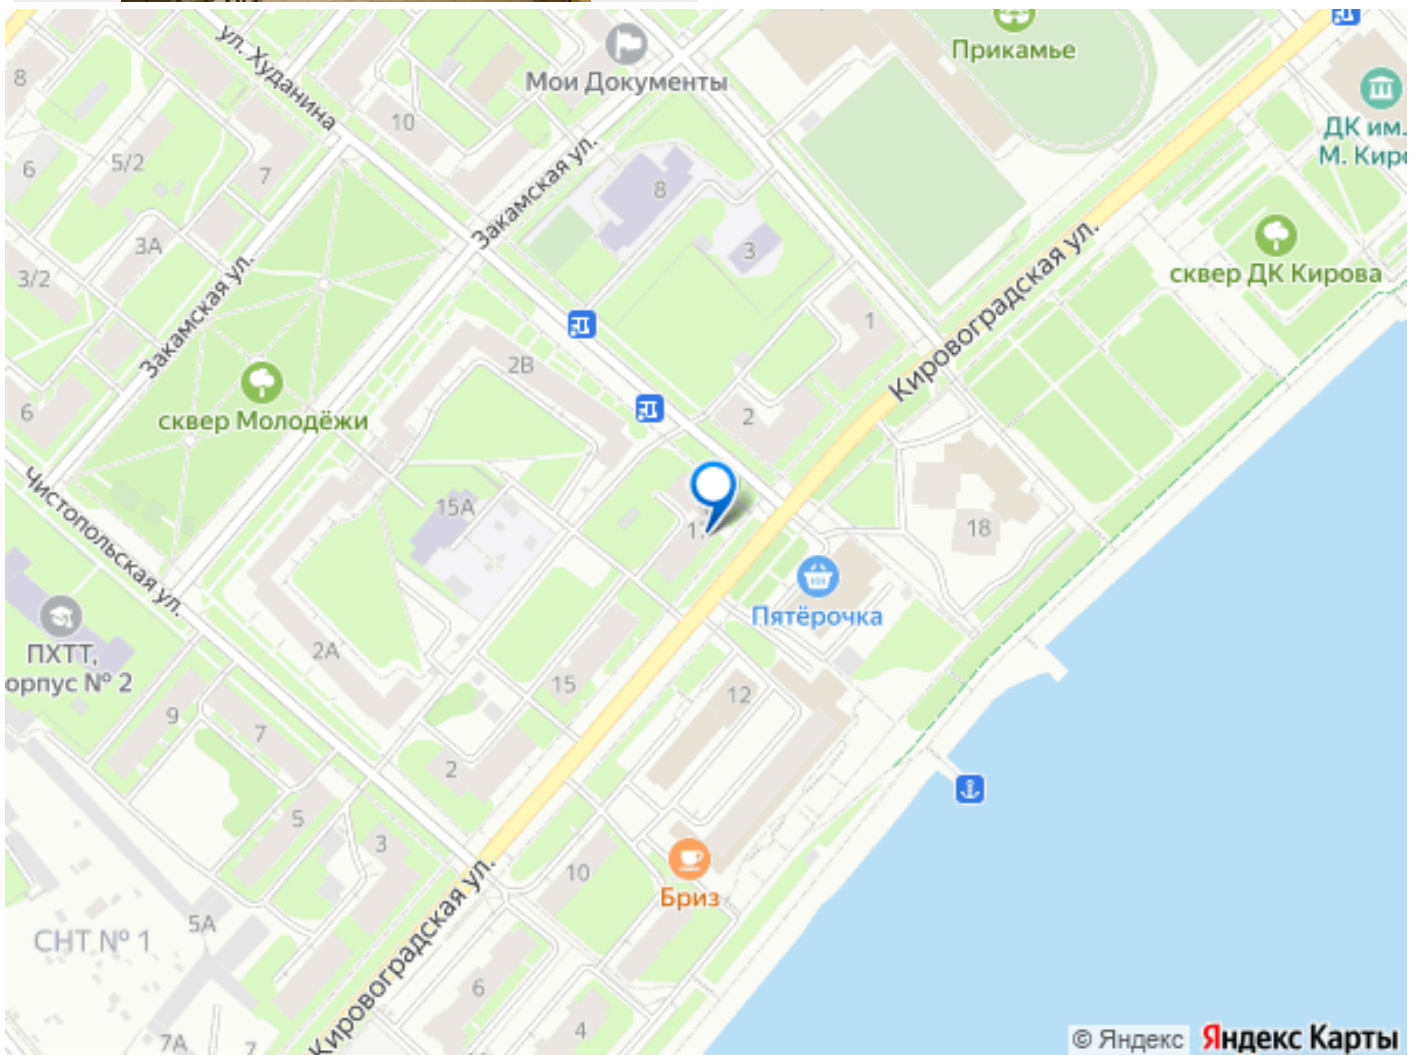 ул. Худанина
Мои Документы
Прикамье
ДК им.
М. Кир
8
10
5/2
6
7
Закамская ул.
8
3
3А
3/2
Закамская ул.
сквер ДК Кирова
Кировоградская ул.
1
2В
2
6
сквер Молодёжи
Чистопольская ул.
15А
18
Пятёрочка
ПХТТ,
орпус № 2
2А
15
12
9
7
2
5
3
10
Бриз
5А
СНТ № 1
Кировоградская ул.
6
4
7А
7
© Яндекс Яндекс Карты